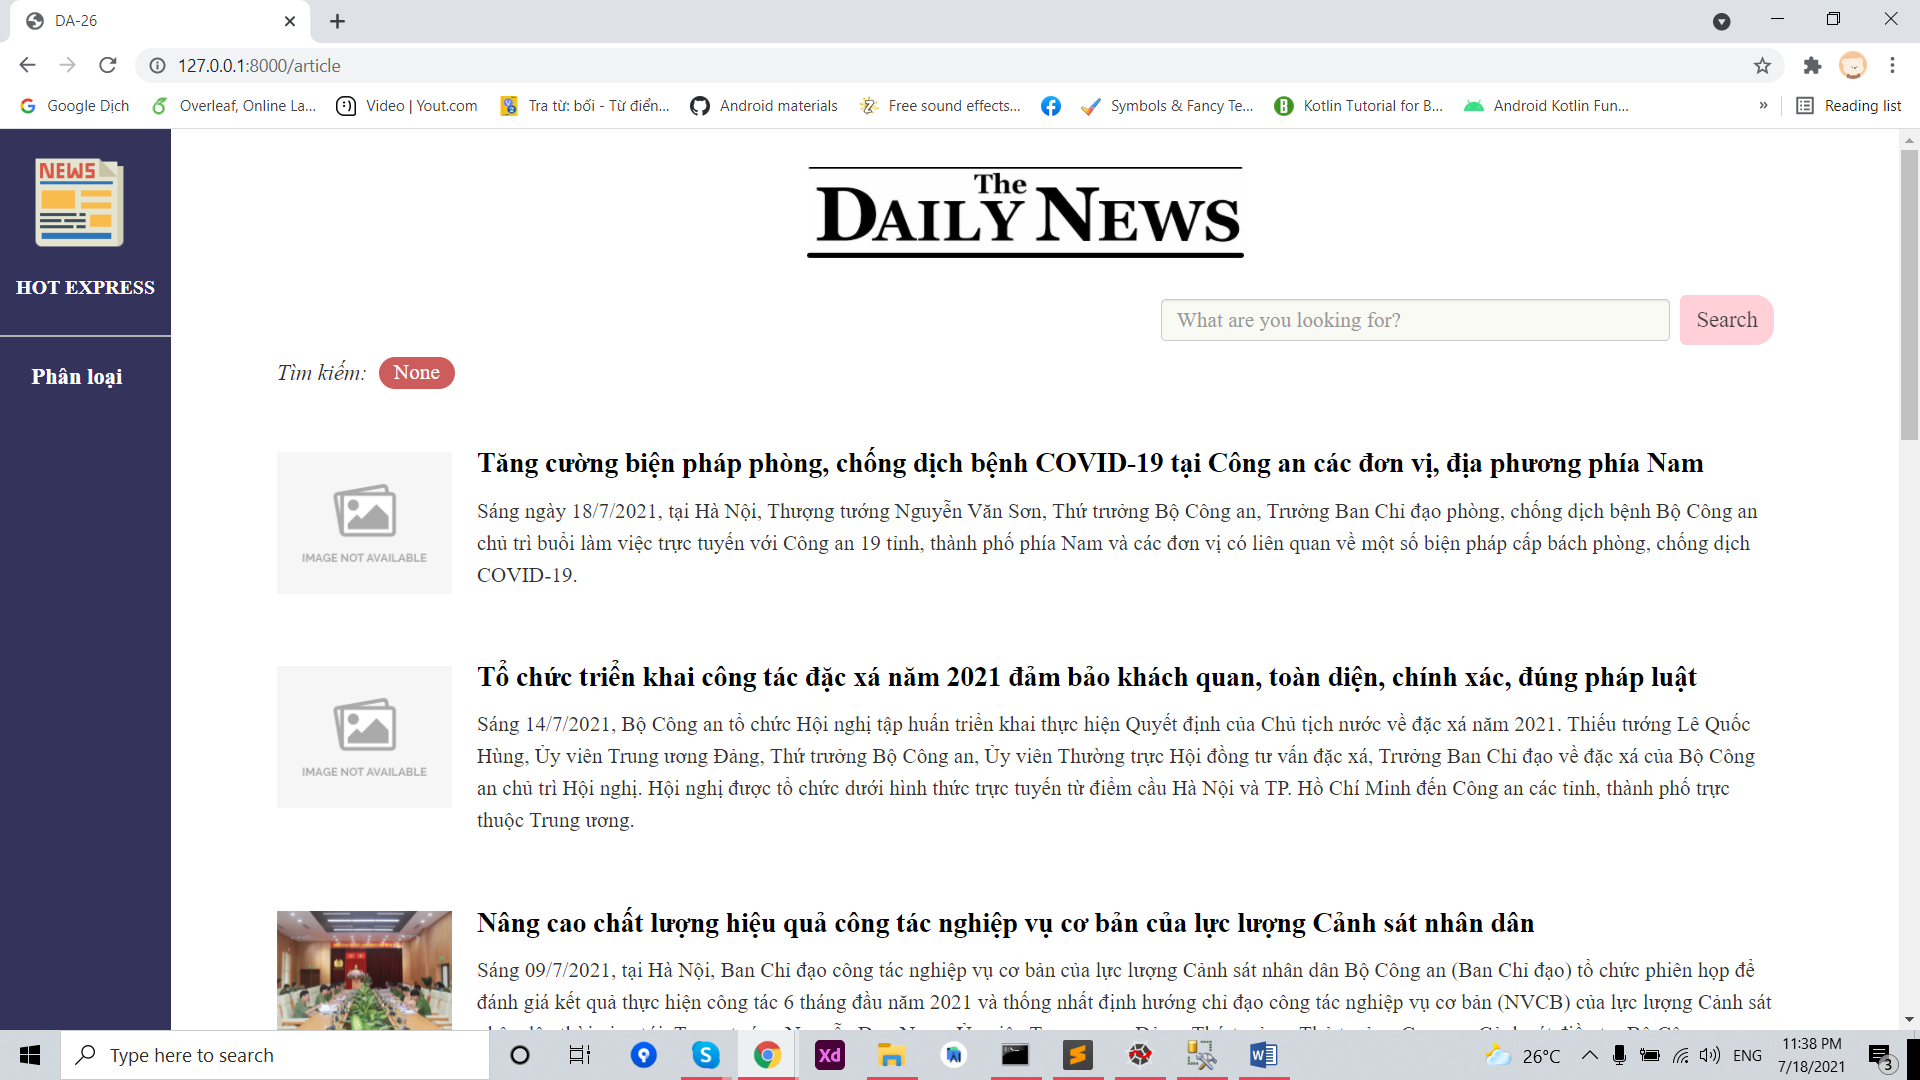 DA-26
127.0.0.1:8000/article
Google Dịch
Overleaf, Online La...
Video | Yout.com
Tra từ: bối - Từ điển...
Android materials
Free sound effects...
Symbols & Fancy Te...
Kotlin Tutorial for B...
Android Kotlin Fun...
»
Reading list
NEWS
HOT EXPRESS
Phân loại
The
DAILY NEWS
What are you looking for?
Search
Tìm kiếm: None
IMAGE NOT AVAILABLE
Tăng cường biện pháp phòng, chống dịch bệnh COVID-19 tại Công an các đơn vị, địa phương phía Nam
Sáng ngày 18/7/2021, tại Hà Nội, Thượng tướng Nguyễn Văn Sơn, Thứ trưởng Bộ Công an, Trưởng Ban Chỉ đạo phòng, chống dịch bệnh Bộ Công an
chủ trì buổi làm việc trực tuyến với Công an 19 tỉnh, thành phố phía Nam và các đơn vị có liên quan về một số biện pháp cấp bách phòng, chống dịch
COVID-19.
IMAGE NOT AVAILABLE
Tổ chức triển khai công tác đặc xá năm 2021 đảm bảo khách quan, toàn diện, chính xác, đúng pháp luật
Sáng 14/7/2021, Bộ Công an tổ chức Hội nghị tập huấn triển khai thực hiện Quyết định của Chủ tịch nước về đặc xá năm 2021. Thiếu tướng Lê Quốc
Hùng, Ủy viên Trung ương Đảng, Thứ trưởng Bộ Công an, Ủy viên Thường trực Hội đồng tư vấn đặc xá, Trưởng Ban Chỉ đạo về đặc xá của Bộ Công
an chủ trì Hội nghị. Hội nghị được tổ chức dưới hình thức trực tuyến từ điểm cầu Hà Nội và TP. Hồ Chí Minh đến Công an các tỉnh, thành phố trực
thuộc Trung ương.
Nâng cao chất lượng hiệu quả công tác nghiệp vụ cơ bản của lực lượng Cảnh sát nhân dân
Sáng 09/7/2021, tại Hà Nội, Ban Chỉ đạo công tác nghiệp vụ cơ bản của lực lượng Cảnh sát nhân dân Bộ Công an (Ban Chỉ đạo) tổ chức phiên họp để
đánh giá kết quả thực hiện công tác 6 tháng đầu năm 2021 và thống nhất định hướng chỉ đạo công tác nghiệp vụ cơ bản (NVCB) của lực lượng Cảnh sát
Type here to search
Xd
26°C
ENG
11:38 PM
7/18/2021
3